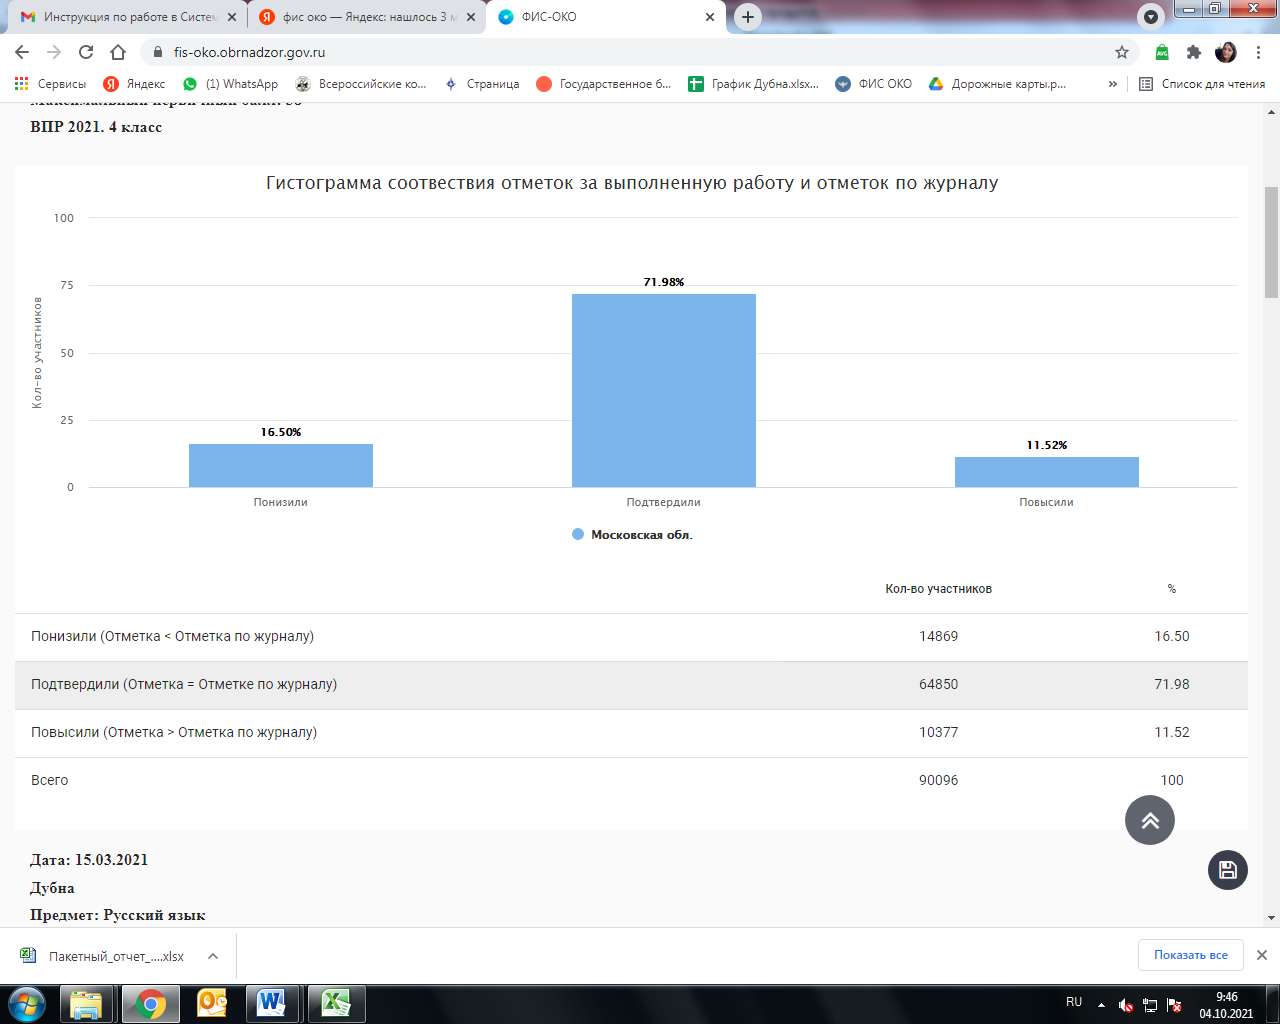 Инструкция по работе в Систем
фис око — Яндекс: нашлось 3 м
ФИС-ОКО
fis-oko.obrnadzor.gov.ru
Сервисы
Яндекс
(1) WhatsApp
Всероссийские ко...
Страница
Государственное б...
График Дубна.xlsx...
ФИС ОКО
Дорожные карты.р...
»
Список для чтения
ВПР 2021. 4 класс
Гистограмма соотвествия отметок за выполненную работу и отметок по журналу
Кол-во участников
100
75
50
25
0
16.50%
71.98%
11.52%
Понизили
Подтвердили
Повысили
Московская обл.
Кол-во участников %
Понизили (Отметка < Отметка по журналу) 14869 16.50
Подтвердили (Отметка = Отметке по журналу) 64850 71.98
Повысили (Отметка > Отметка по журналу) 10377 11.52
Всего 90096 100
Дата: 15.03.2021
Дубна
Предмет: Русский язык
Пакетный_отчет_....xlsx
Показать все
RU
9:46
04.10.2021